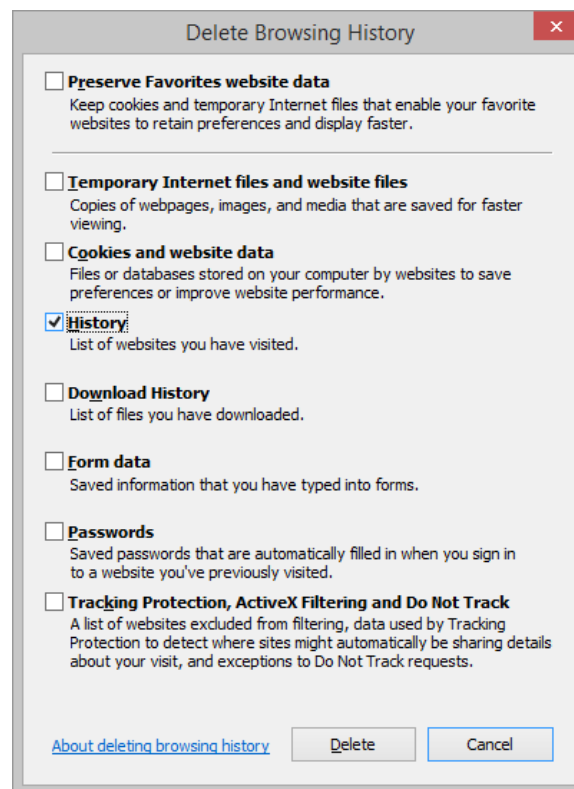 Delete Browsing History
Preserve Favorites website data
Keep cookies and temporary Internet files that enable your favorite
websites to retain preferences and display faster.
Temporary Internet files and website files
Copies of webpages, images, and media that are saved for faster
viewing.
Cookies and website data
Files or databases stored on your computer by websites to save
preferences or improve website performance.
History
List of websites you have visited.
Download History
List of files you have downloaded.
Form data
Saved information that you have typed into forms.
Passwords
Saved passwords that are automatically filled in when you sign in
to a website you've previously visited.
Tracking Protection, ActiveX Filtering and Do Not Track
A list of websites excluded from filtering, data used by Tracking
Protection to detect where sites might automatically be sharing details
about your visit, and exceptions to Do Not Track requests.
About deleting browsing history Delete Cancel